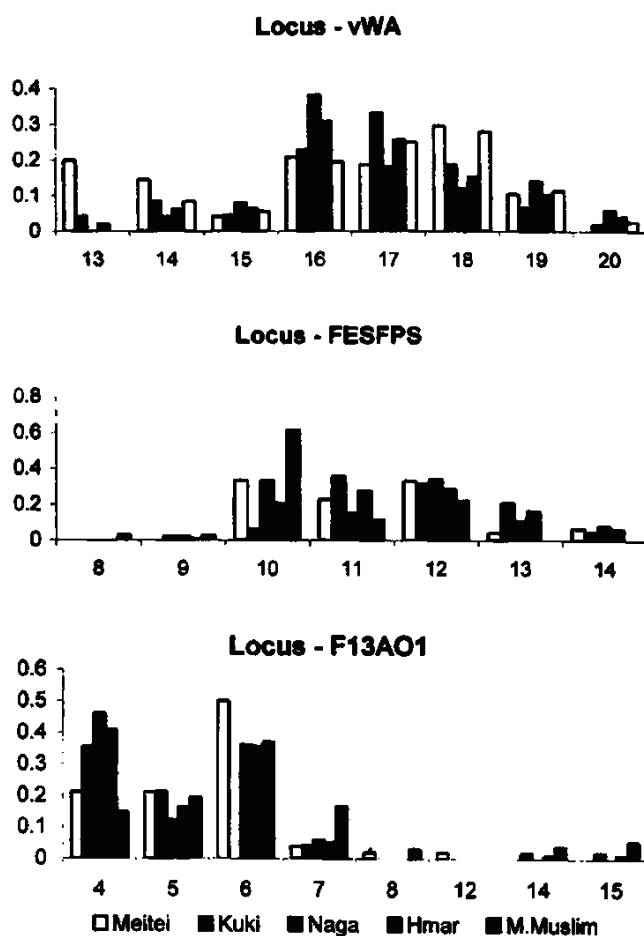 Locus - vWA
0.4
0.3
0.2
0.1
0
13 14 15 16 17 18 19 20
Locus - FESFPS
0.8
0.6
0.4
0.2
0
8 9 10 11 12 13 14
Locus - F13AO1
0.6
0.5
0.4
0.3
0.2
0.1
0
4 5 6 7 8 12 14 15
Meitei Kuki Naga Hmar M.Muslim